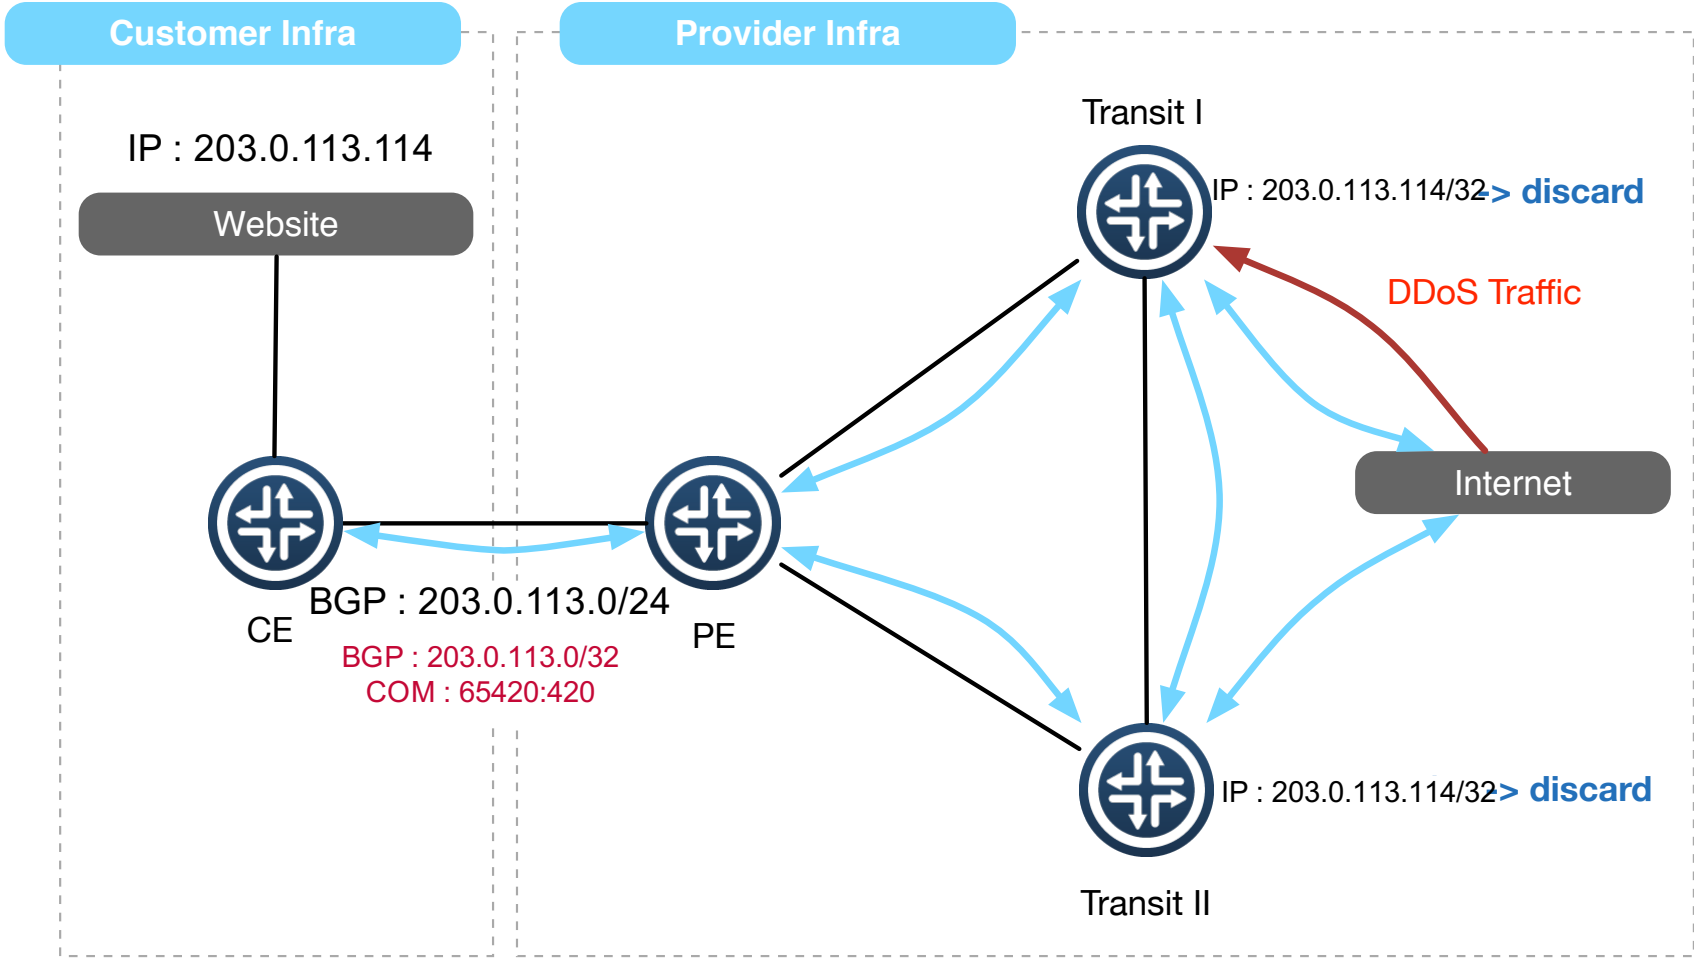 Customer Infra
Provider Infra
Transit I
IP : 203.0.113.114
IP : 203.0.113.114/32-> discard
Website
DDoS Traffic
Internet
BGP : 203.0.113.0/24
CE
PE
BGP : 203.0.113.0/32
COM : 65420:420
IP : 203.0.113.114/32-> discard
Transit II